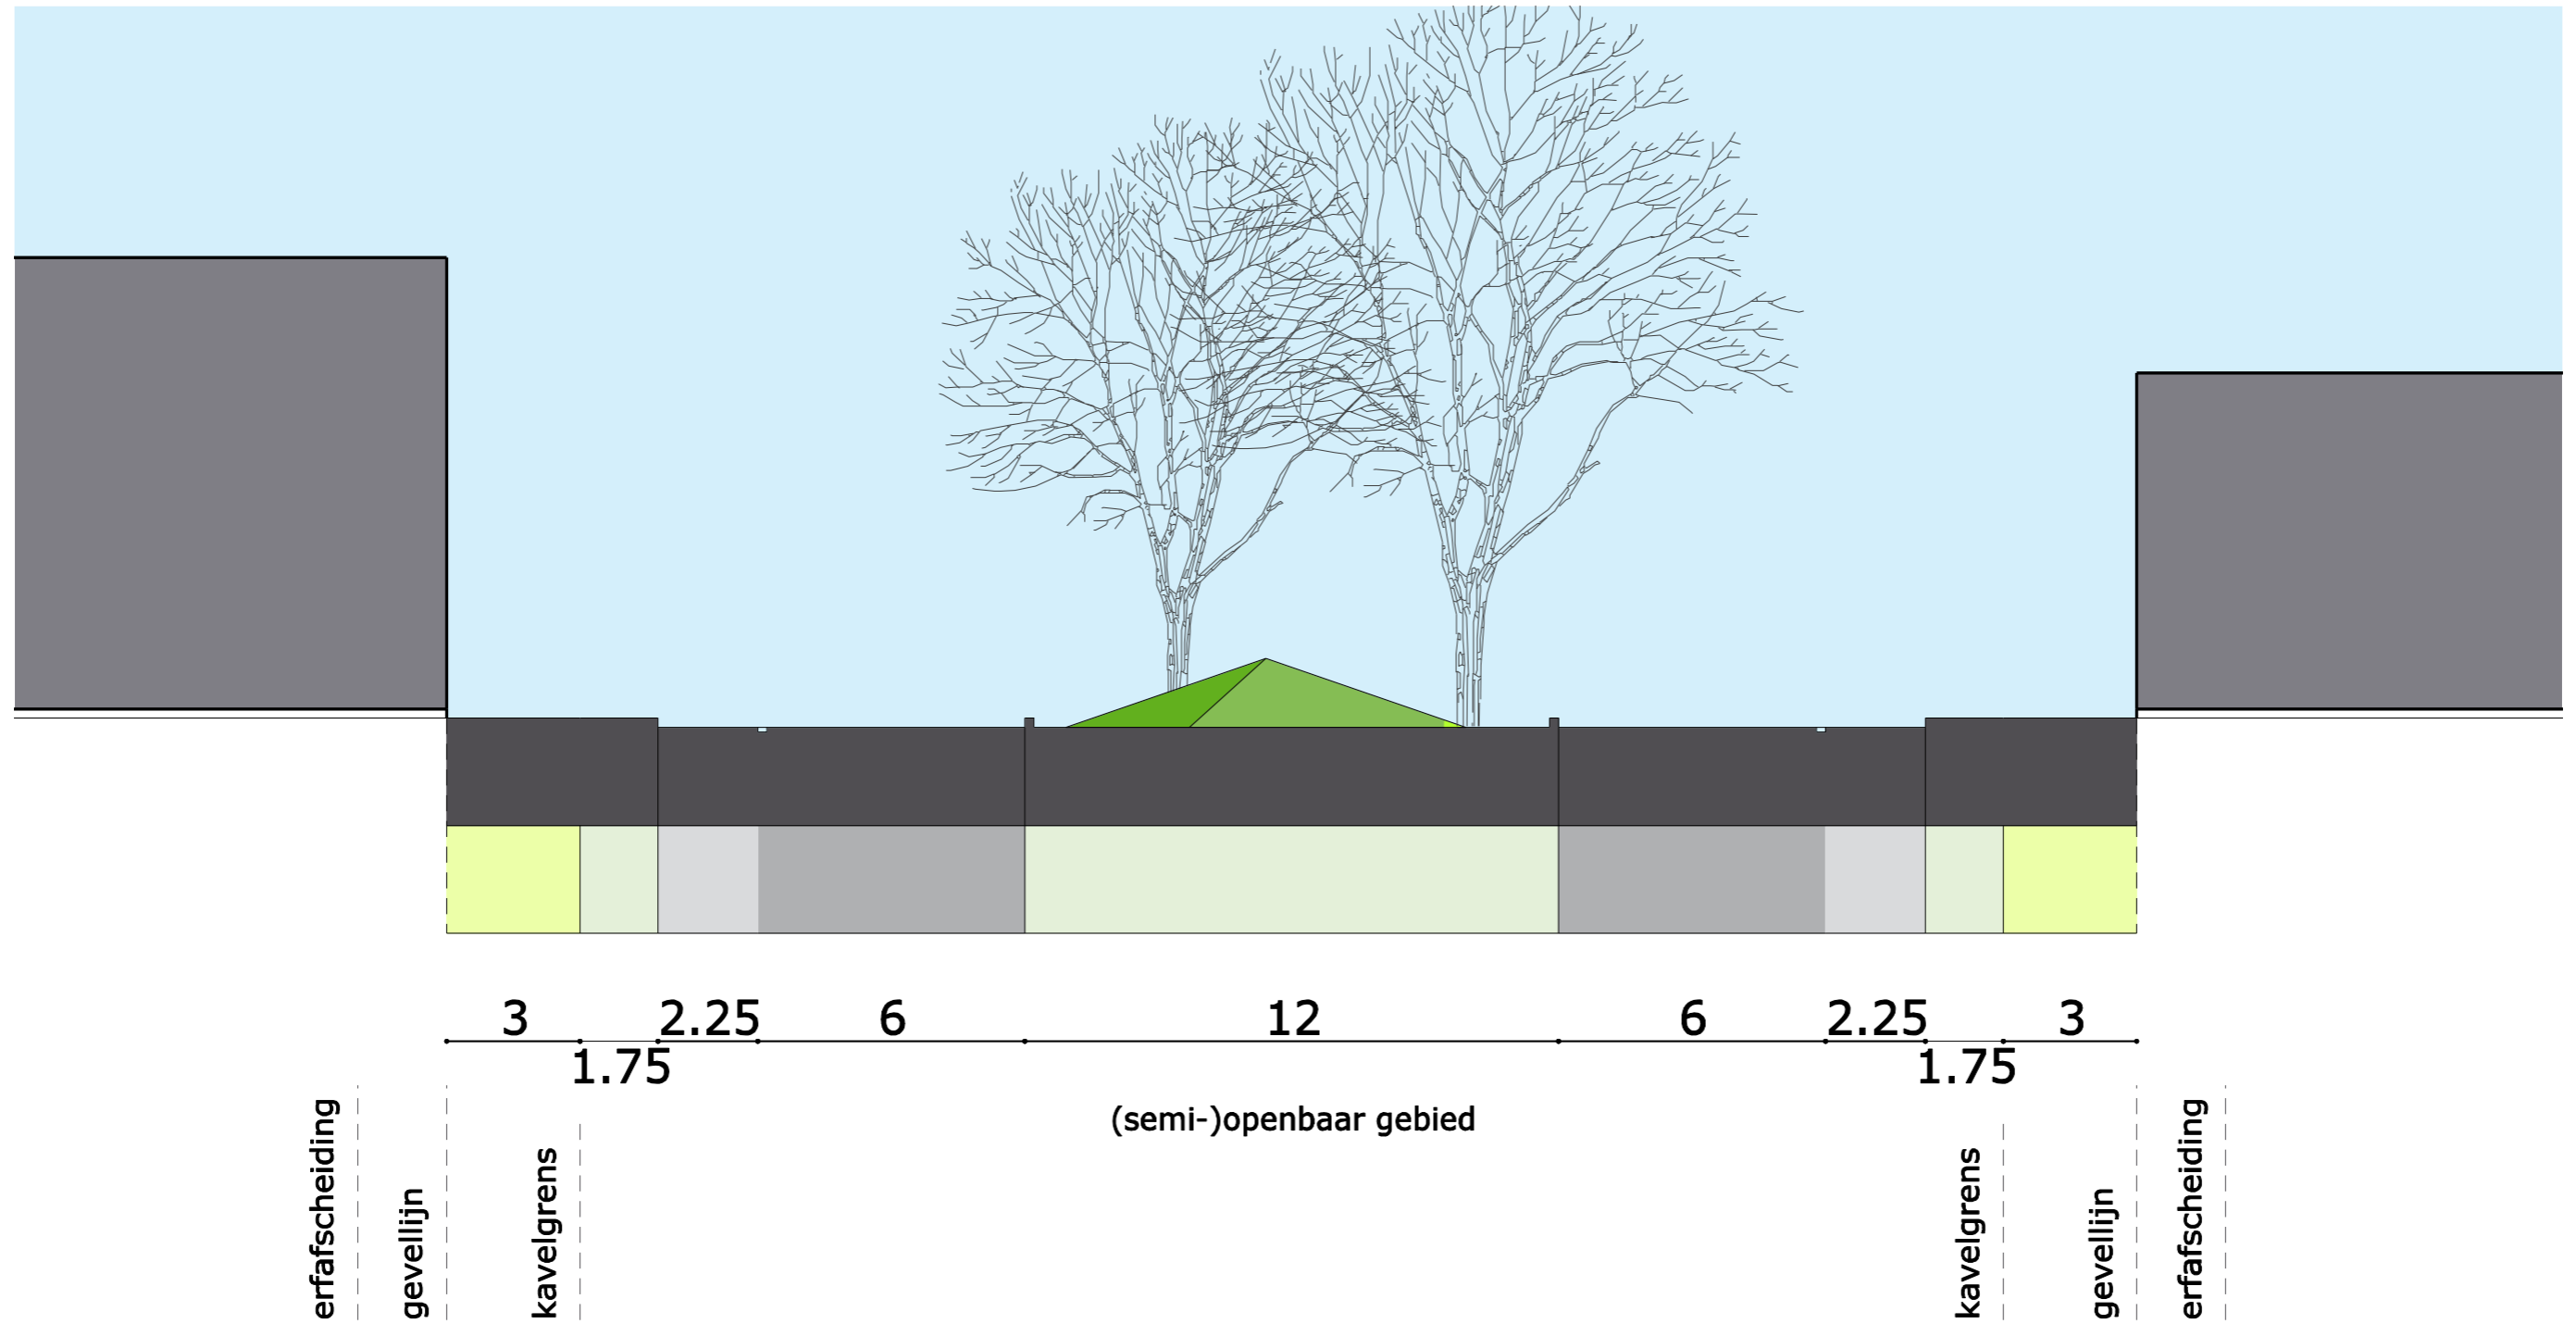 3 2.25 6 12 6 2.25 3
1.75 1.75
(semi-)openbaar gebied
erfafscheiding
gevellijn
kavelgrens
kavelgrens
gevellijn
erfafscheiding